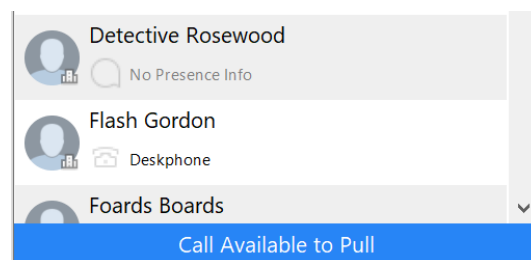 Detective Rosewood
No Presence Info
Flash Gordon
Deskphone
Foards Boards
Call Available to Pull